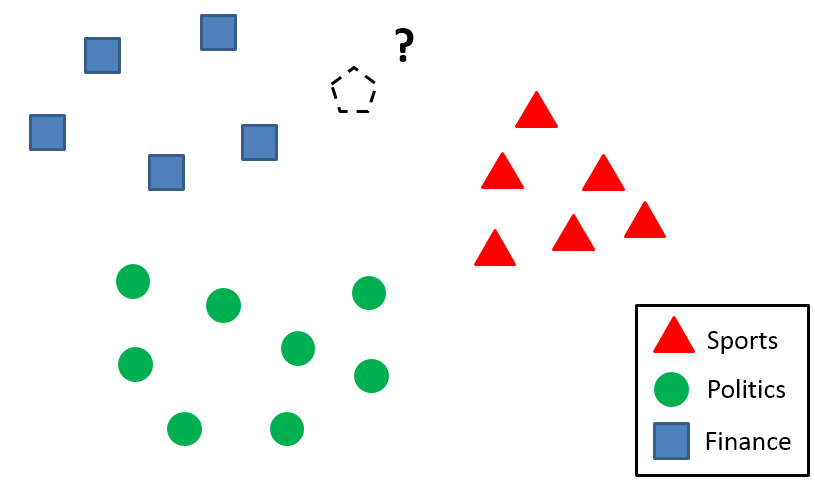 ?
Sports
Politics
Finance